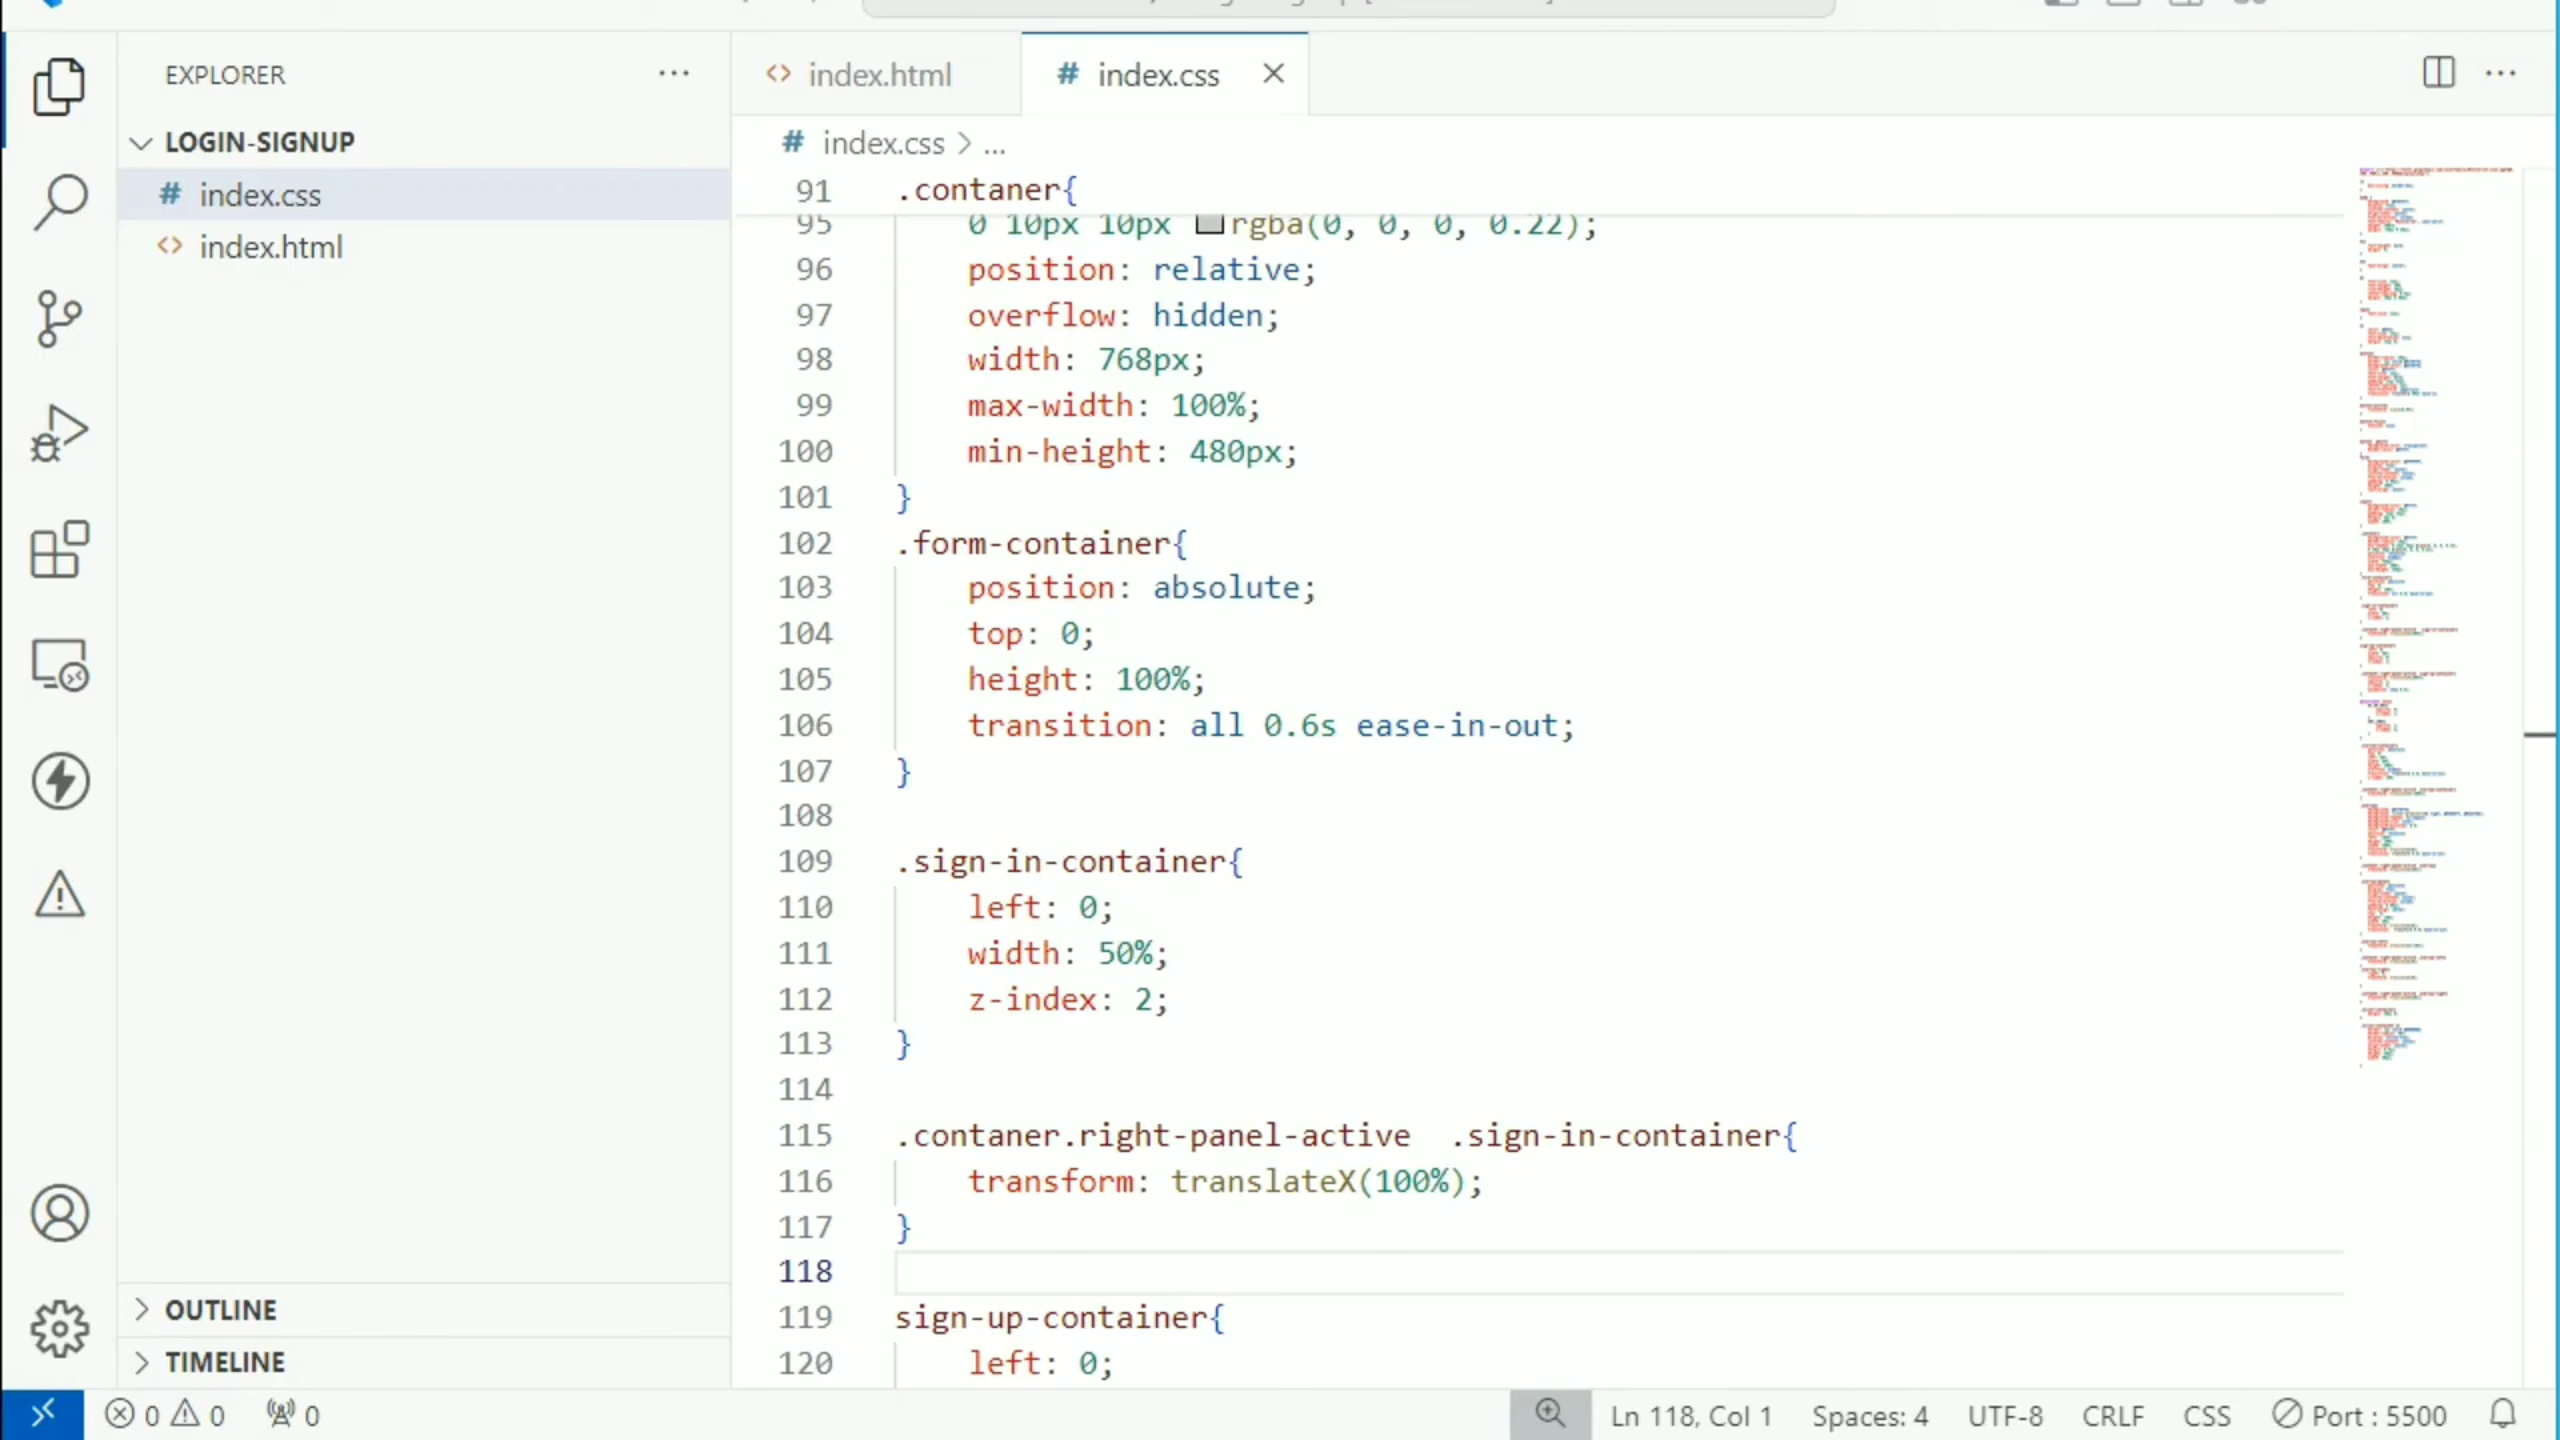 EXPLORER
LOGIN-SIGNUP
index.css
index.html
OUTLINE
TIMELINE
index.html
index.css
index.css > ...
91 .contaner{
95 0 10px 10px rgba(0, 0, 0, 0.22);
96 position: relative;
97 overflow: hidden;
98 width: 768px;
99 max-width: 100%;
100 min-height: 480px;
101 }
102 .form-container{
103 position: absolute;
104 top: 0;
105 height: 100%;
106 transition: all 0.6s ease-in-out;
107 }
108
109 .sign-in-container{
110 left: 0;
111 width: 50%;
112 z-index: 2;
113 }
114
115 .contaner.right-panel-active  .sign-in-container{
116 transform: translateX(100%);
117 }
118
119 sign-up-container{
120 left: 0;
0 0 0 Ln 118, Col 1 Spaces: 4 UTF-8 CRLF CSS Port : 5500